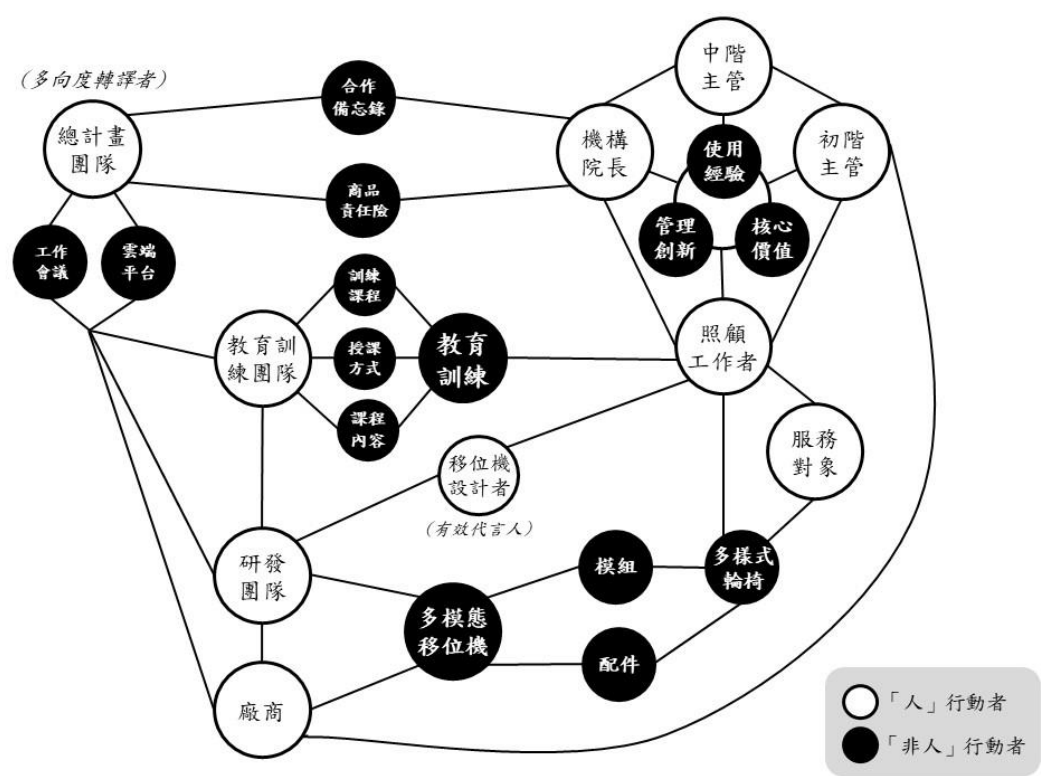 (多向度轉譯者)
總計畫
團隊
合作
備忘錄
商品
責任險
工作
會議
雲端
平台
中階
主管
機構
院長
初階
主管
使用
經驗
管理
創新
核心
價值
訓練
課程
授課
方式
課程
內容
教育訓
練團隊
教育
訓練
照顧
工作者
服務
對象
移位機
設計者
(有效代言人)
研發
團隊
多模態
移位機
模組
多樣式
輪椅
配件
廠商
「人」行動者
「非人」行動者